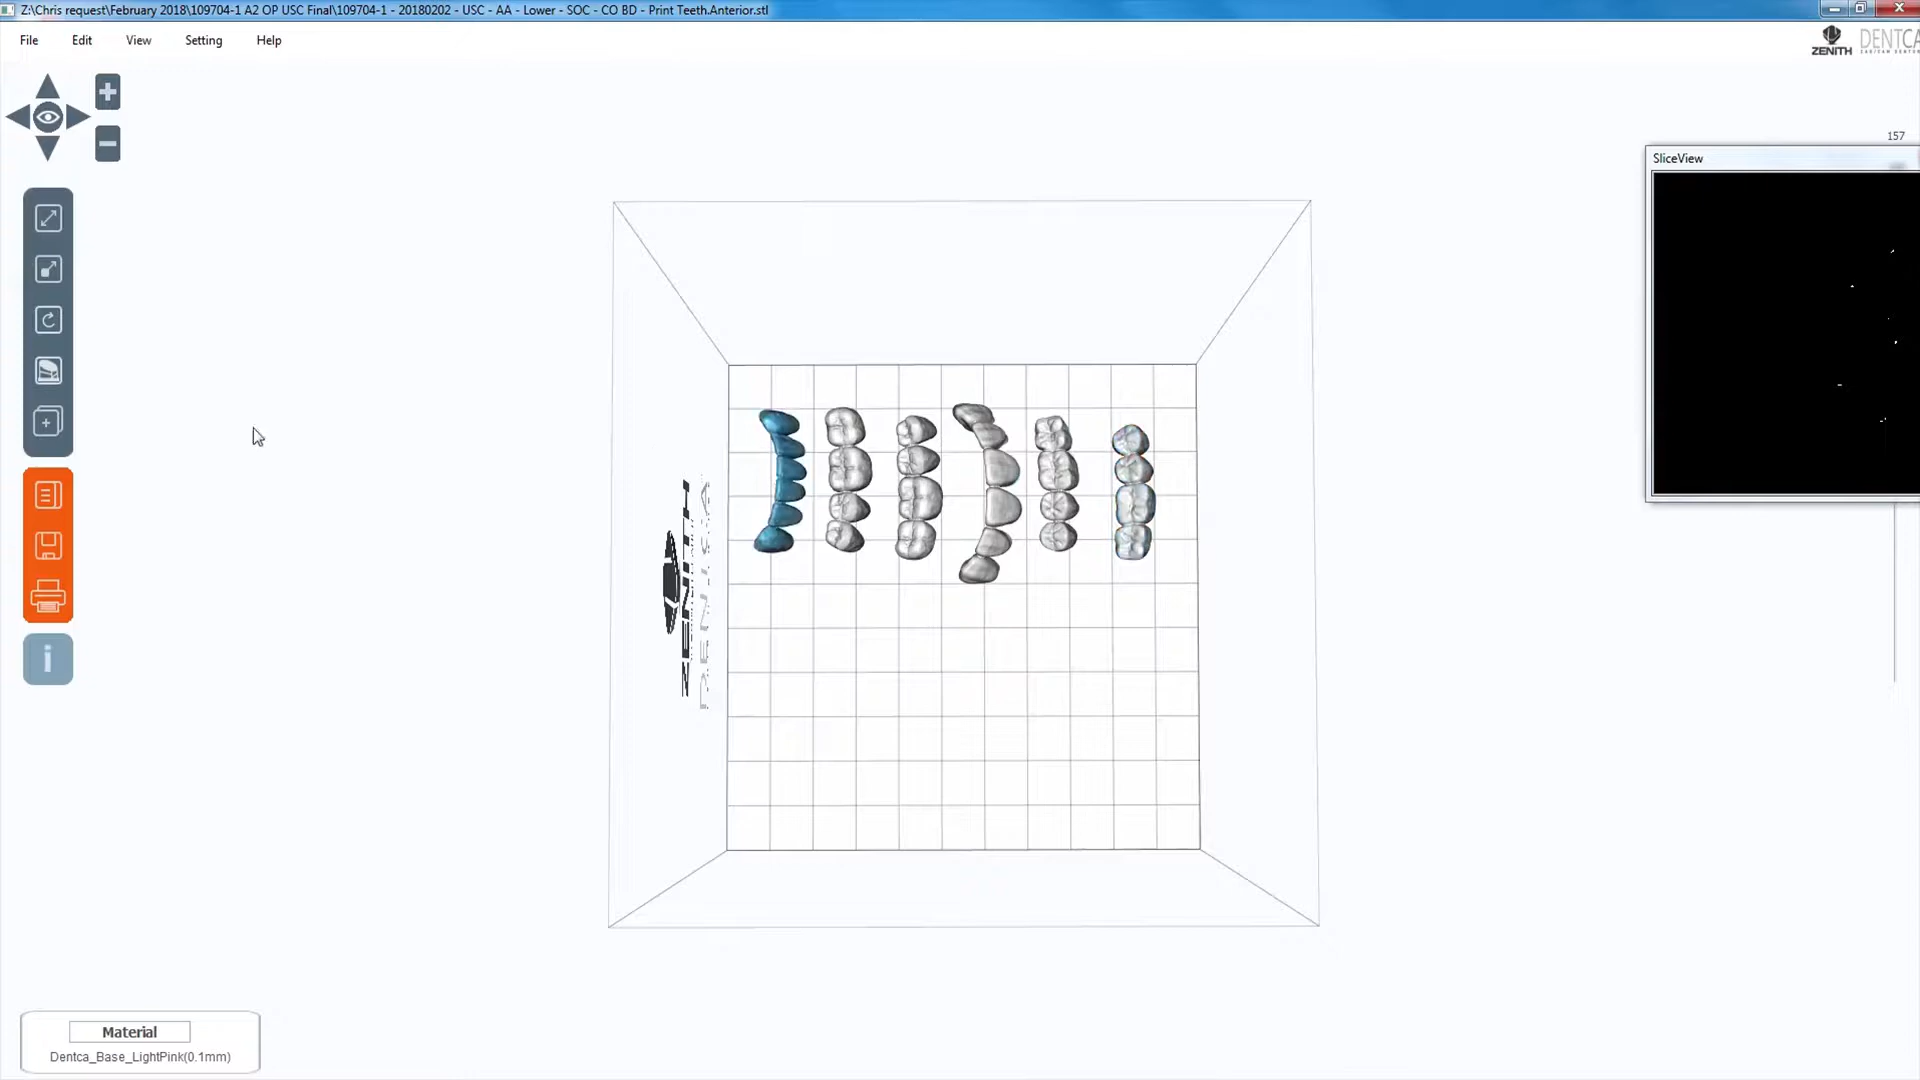 Z:\Chris request\February 2018\109704-1 A2 OP USC Final\109704-1 - 20180202 - USC - AA - Lower - SOC - CO BD - Print Teeth.Anterior.stl
File Edit View Setting Help
ZENITH
157
SliceView
ZENITH
DENTCA
Material
Dentca_Base_LightPink(0.1mm)